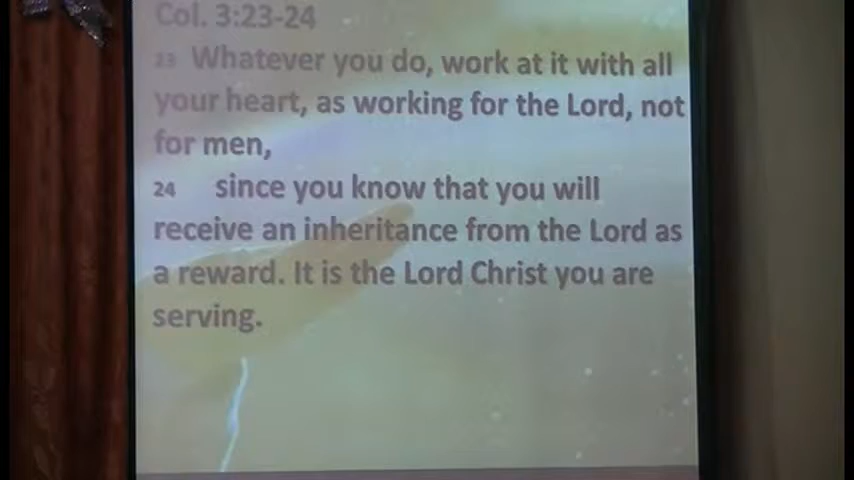 Col. 3:23-24
23 Whatever you do, work at it with all
your heart, as working for the Lord, not
for men,
24 since you know that you will
receive an inheritance from the Lord as
a reward. It is the Lord Christ you are
serving.